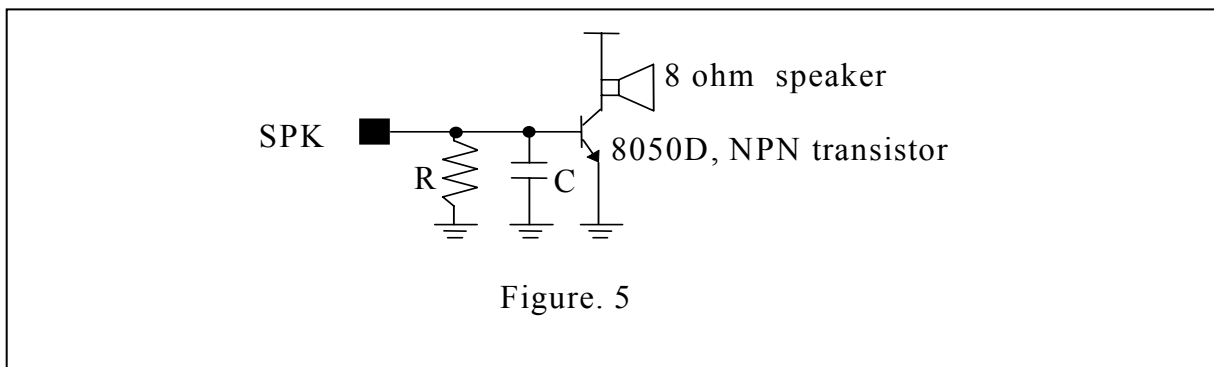 8 ohm speaker
SPK
8050D, NPN transistor
R
C
Figure. 5